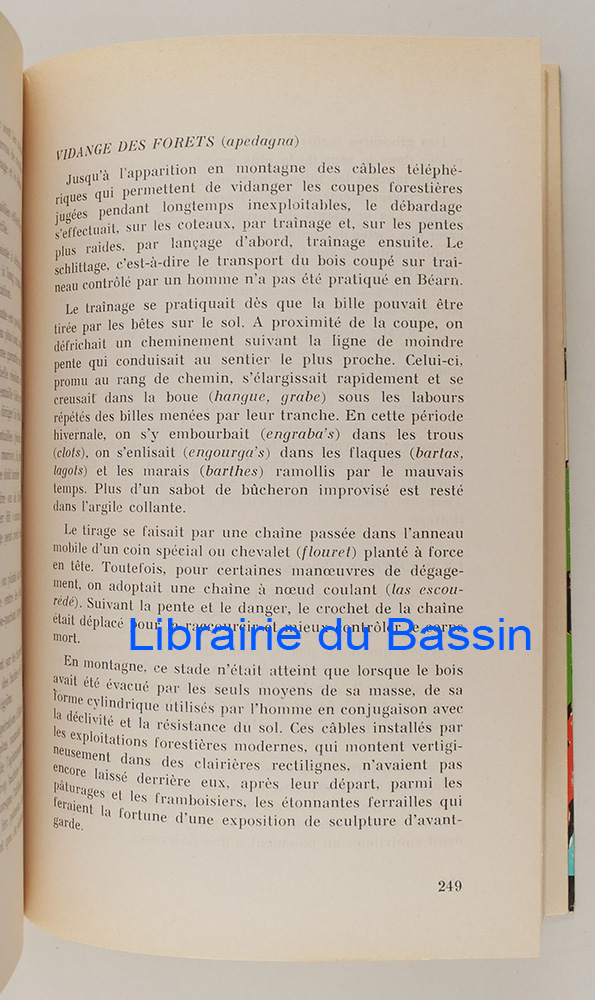 VIDANGE DES FORETS (apedagna)
Jusqu'à l'apparition en montagne des câbles téléphé-
riques qui permettent de vidanger les coupes forestières
jugées pendant longtemps inexploitables, le débardage
s'effectuait, sur les coteaux, par traînage et, sur les pentes
plus raides, par lançage d'abord, traînage ensuite. Le
schlittage, c'est-à-dire le transport du bois coupé sur traî-
neau contrôlé par un homme n'a pas été pratiqué en Béarn.
Le traînage se pratiquait dès que la bille pouvait être
tirée par les bêtes sur le sol. A proximité de la coupe, on
défrichait un cheminement suivant la ligne de moindre
pente qui conduisait au sentier le plus proche. Celui-ci,
promu au rang de chemin, s'élargissait rapidement et se
creusait dans la boue (hangue, grabe) sous les labours
répétés des billes menées par leur tranche. En cette période
hivernale, on s'y embourbait (engraba's) dans les trous
(clots), on s'enlisait (engourga's) dans les flaques (bartas,
lagots) et les marais (barthes) ramollis par le mauvais
temps. Plus d'un sabot de bûcheron improvisé est resté
dans l'argile collante.
Le tirage se faisait par une chaîne passée dans l'anneau
mobile d'un coin spécial ou chevalet (flouret) planté à force
en tête. Toutefois, pour certaines manœuvres de dégage-
ment, on adoptait une chaîne à nœud coulant (las escou-
rédé). Suivant la pente et le danger, le crochet de la chaîne
était déplacé pour la raccourcir et mieux contrôler le corps
mort.
Librairie du Bassin
En montagne, ce stade n'était atteint que lorsque le bois
avait été évacué par les seuls moyens de sa masse, de sa
forme cylindrique utilisés par l'homme en conjugaison avec
la déclivité et la résistance du sol. Ces câbles installés par
les exploitations forestières modernes, qui montent vertigi-
neusement dans des clairières rectilignes, n'avaient pas
encore laissé derrière eux, après leur départ, parmi les
pâturages et les framboisiers, les étonnantes ferrailles qui
feraient la fortune d'une exposition de sculpture d'avant-
garde.
249